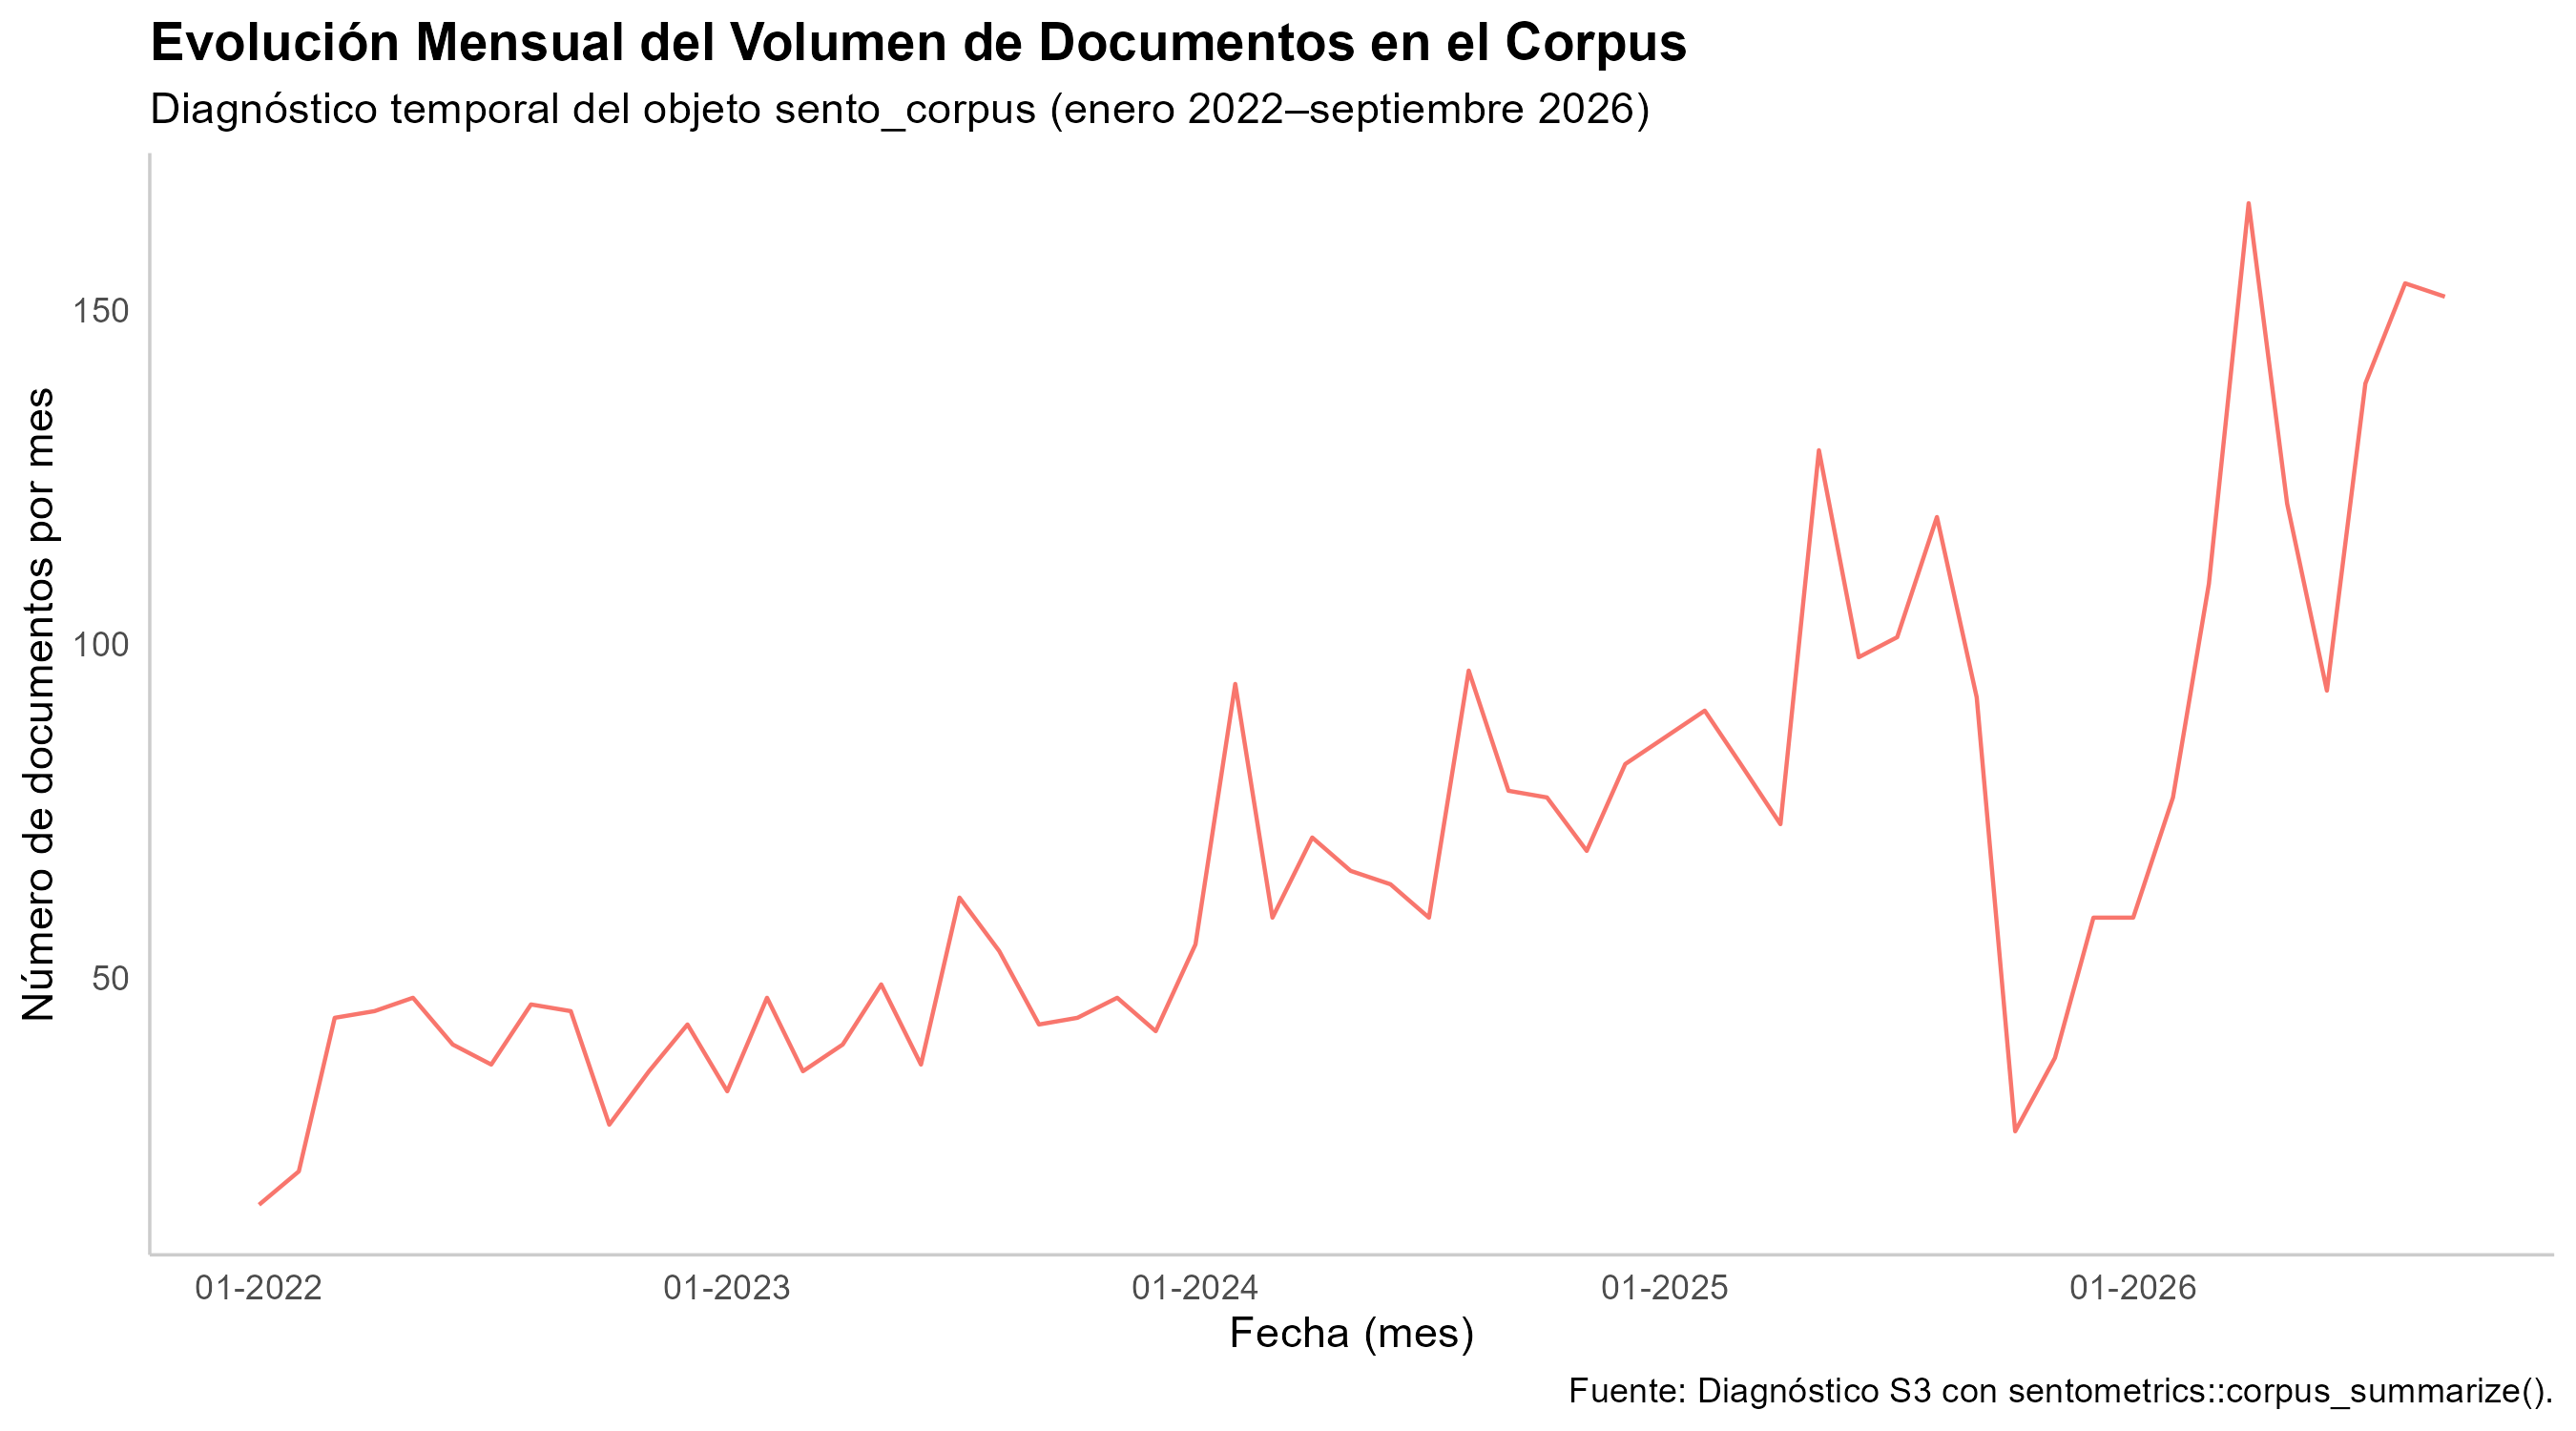 Evolución Mensual del Volumen de Documentos en el Corpus
Diagnóstico temporal del objeto sento_corpus (enero 2022–septiembre 2026)
Número de documentos por mes
150
100
50
01-2022
01-2023
01-2024
01-2025
01-2026
Fecha (mes)
Fuente: Diagnóstico S3 con sentometrics::corpus_summarize().